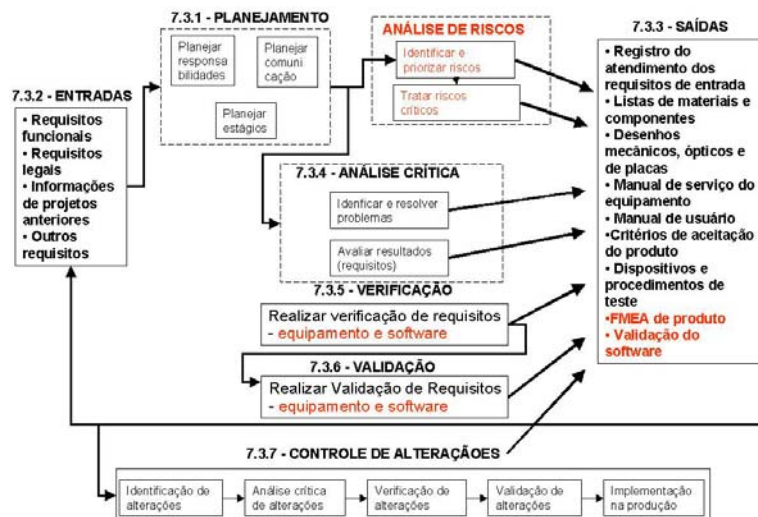 7.3.1 - PLANEJAMENTO
Planejar
responsa
bilidades
Planejar
comuni
cação
Planejar
estágios
ANÁLISE DE RISCOS
Identificar e
priorizar riscos
Tratar riscos
críticos
7.3.3 - SAÍDAS
• Registro do
atendimento dos
requisitos de entrada
• Listas de materiais e
componentes
• Desenhos
mecânicos, ópticos e
de placas
• Manual de serviço do
equipamento
• Manual de usuário
•Critérios de aceitação
do produto
• Dispositivos e
procedimentos de
teste
•FMEA de produto
• Validação do
software
7.3.2 - ENTRADAS
• Requisitos
funcionais
• Requisitos
legais
• Informações
de projetos
anteriores
• Outros
requisitos
7.3.4 - ANÁLISE CRÍTICA
Idenficar e resolver
problemas
Avaliar resultados
(requisitos)
7.3.5 - VERIFICAÇÃO
Realizar verificação de requisitos
- equipamento e software
7.3.6 - VALIDAÇÃO
Realizar Validação de Requisitos
- equipamento e software
7.3.7 - CONTROLE DE ALTERAÇÃOES
Identificação de
alterações
Análise crítica
de alterações
Verificação de
alterações
Validação de
alterações
Implementação
na produção